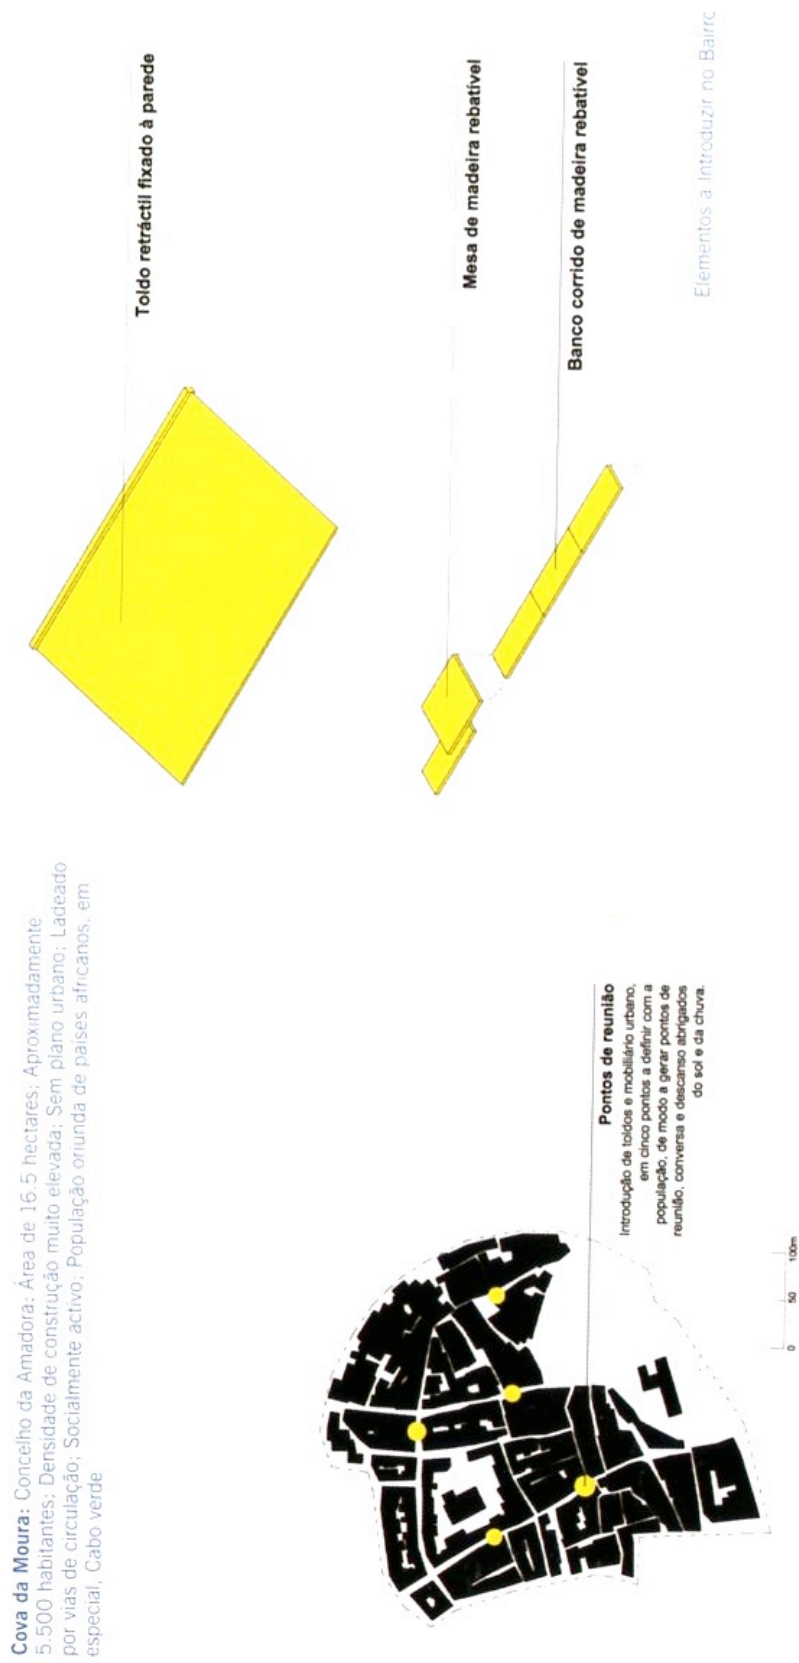 Cova da Moura: Concelho da Amadora; Área de 16.5 hectares; Aproximadamente
5.500 habitantes; Densidade de construção muito elevada; Sem plano urbano; Ladeado
por vias de circulação; Socialmente activo; População oriunda de países africanos, em
especial, Cabo verde
Toldo retráctil fixado à parede
Mesa de madeira rebatível
Banco corrido de madeira rebatível
Elementos a Introduzir no Bairro
Pontos de reunião
Introdução de toldos e mobiliário urbano,
em cinco pontos a definir com a
população, de modo a gerar pontos de
reunião, conversa e descanso abrigados
do sol e da chuva.
0 50 100m